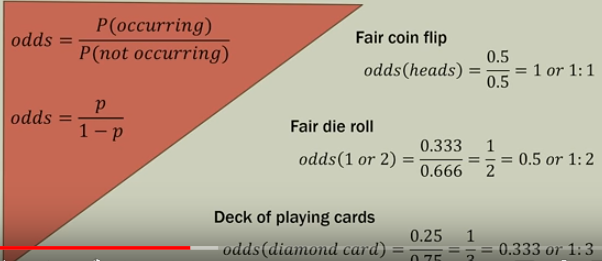 odds = P(occurring) / P(not occurring)
odds = p / 1 − p
Fair coin flip
odds(heads) = 0.5 / 0.5 = 1 or 1:1
Fair die roll
odds(1 or 2) = 0.333 / 0.666 = 1 / 2 = 0.5 or 1:2
Deck of playing cards
odds(diamond card) = 0.25 / 0.75 = 1 / 3 = 0.333 or 1:3